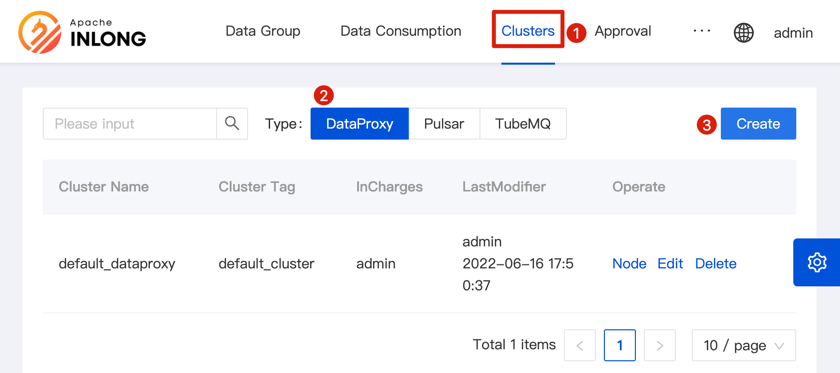 Apache
INLONG
Data Group
Data Consumption
Clusters
1
Approval
···
admin
2
Please input
Type:
DataProxy
Pulsar
TubeMQ
3
Create
Cluster Name
Cluster Tag
InCharges
LastModifier
Operate
default_dataproxy
default_cluster
admin
admin
2022-06-16 17:5
0:37
Node Edit Delete
Total 1 items
<
1
>
10 / page